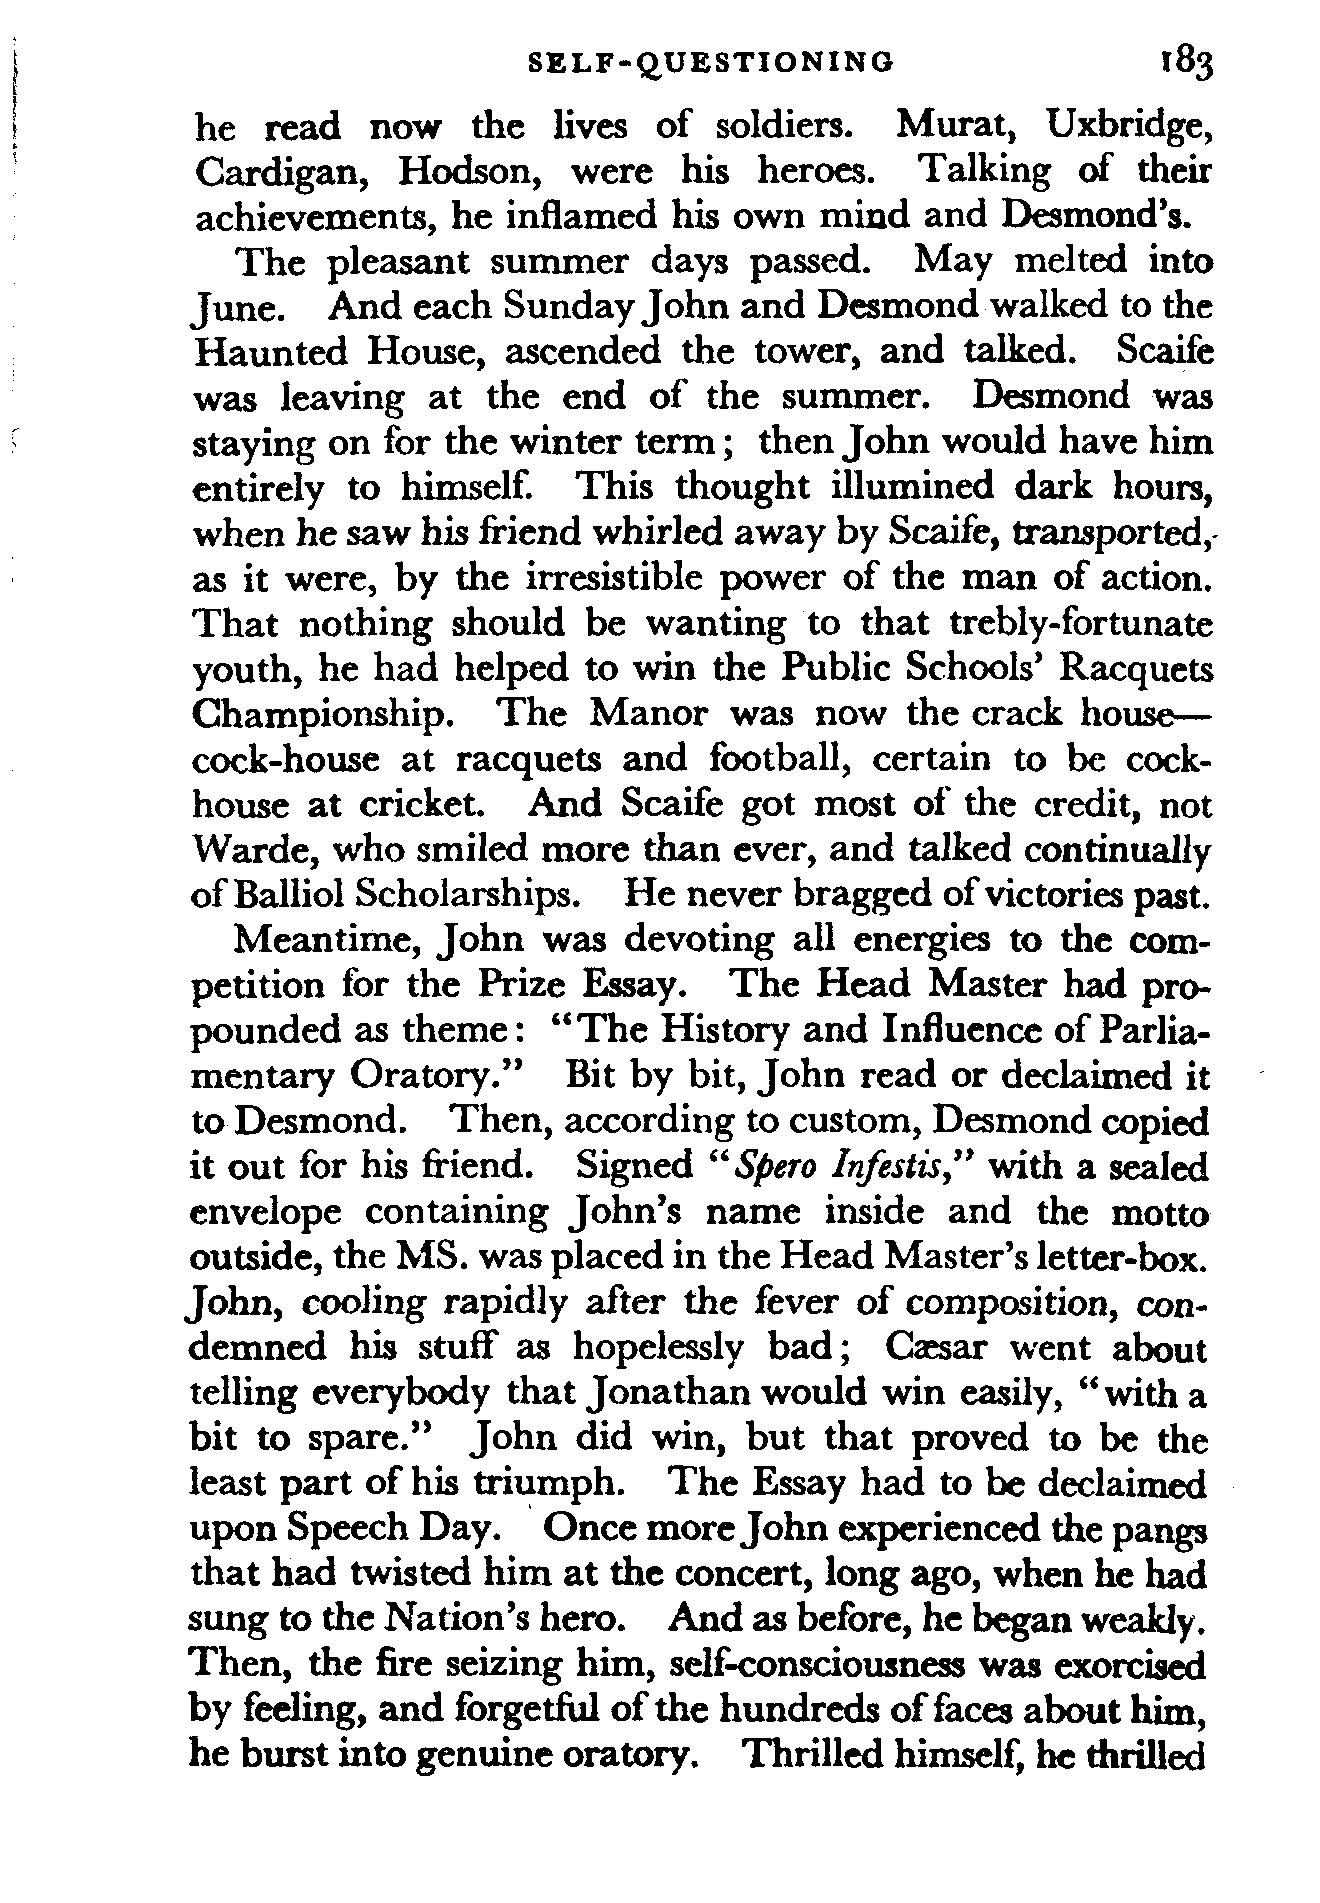 SELF-QUESTIONING 183
he read now the lives of soldiers. Murat, Uxbridge,
Cardigan, Hodson, were his heroes. Talking of their
achievements, he inflamed his own mind and Desmond's.
The pleasant summer days passed. May melted into
June. And each Sunday John and Desmond walked to the
Haunted House, ascended the tower, and talked. Scaife
was leaving at the end of the summer. Desmond was
staying on for the winter term; then John would have him
entirely to himself. This thought illumined dark hours,
when he saw his friend whirled away by Scaife, transported,
as it were, by the irresistible power of the man of action.
That nothing should be wanting to that trebly-fortunate
youth, he had helped to win the Public Schools' Racquets
Championship. The Manor was now the crack house—
cock-house at racquets and football, certain to be cock-
house at cricket. And Scaife got most of the credit, not
Warde, who smiled more than ever, and talked continually
of Balliol Scholarships. He never bragged of victories past.
Meantime, John was devoting all energies to the com-
petition for the Prize Essay. The Head Master had pro-
pounded as theme: "The History and Influence of Parlia-
mentary Oratory." Bit by bit, John read or declaimed it
to Desmond. Then, according to custom, Desmond copied
it out for his friend. Signed "Spero Infestis," with a sealed
envelope containing John's name inside and the motto
outside, the MS. was placed in the Head Master's letter-box.
John, cooling rapidly after the fever of composition, con-
demned his stuff as hopelessly bad; Cæsar went about
telling everybody that Jonathan would win easily, "with a
bit to spare." John did win, but that proved to be the
least part of his triumph. The Essay had to be declaimed
upon Speech Day. Once more John experienced the pangs
that had twisted him at the concert, long ago, when he had
sung to the Nation's hero. And as before, he began weakly.
Then, the fire seizing him, self-consciousness was exorcised
by feeling, and forgetful of the hundreds of faces about him,
he burst into genuine oratory. Thrilled himself, he thrilled